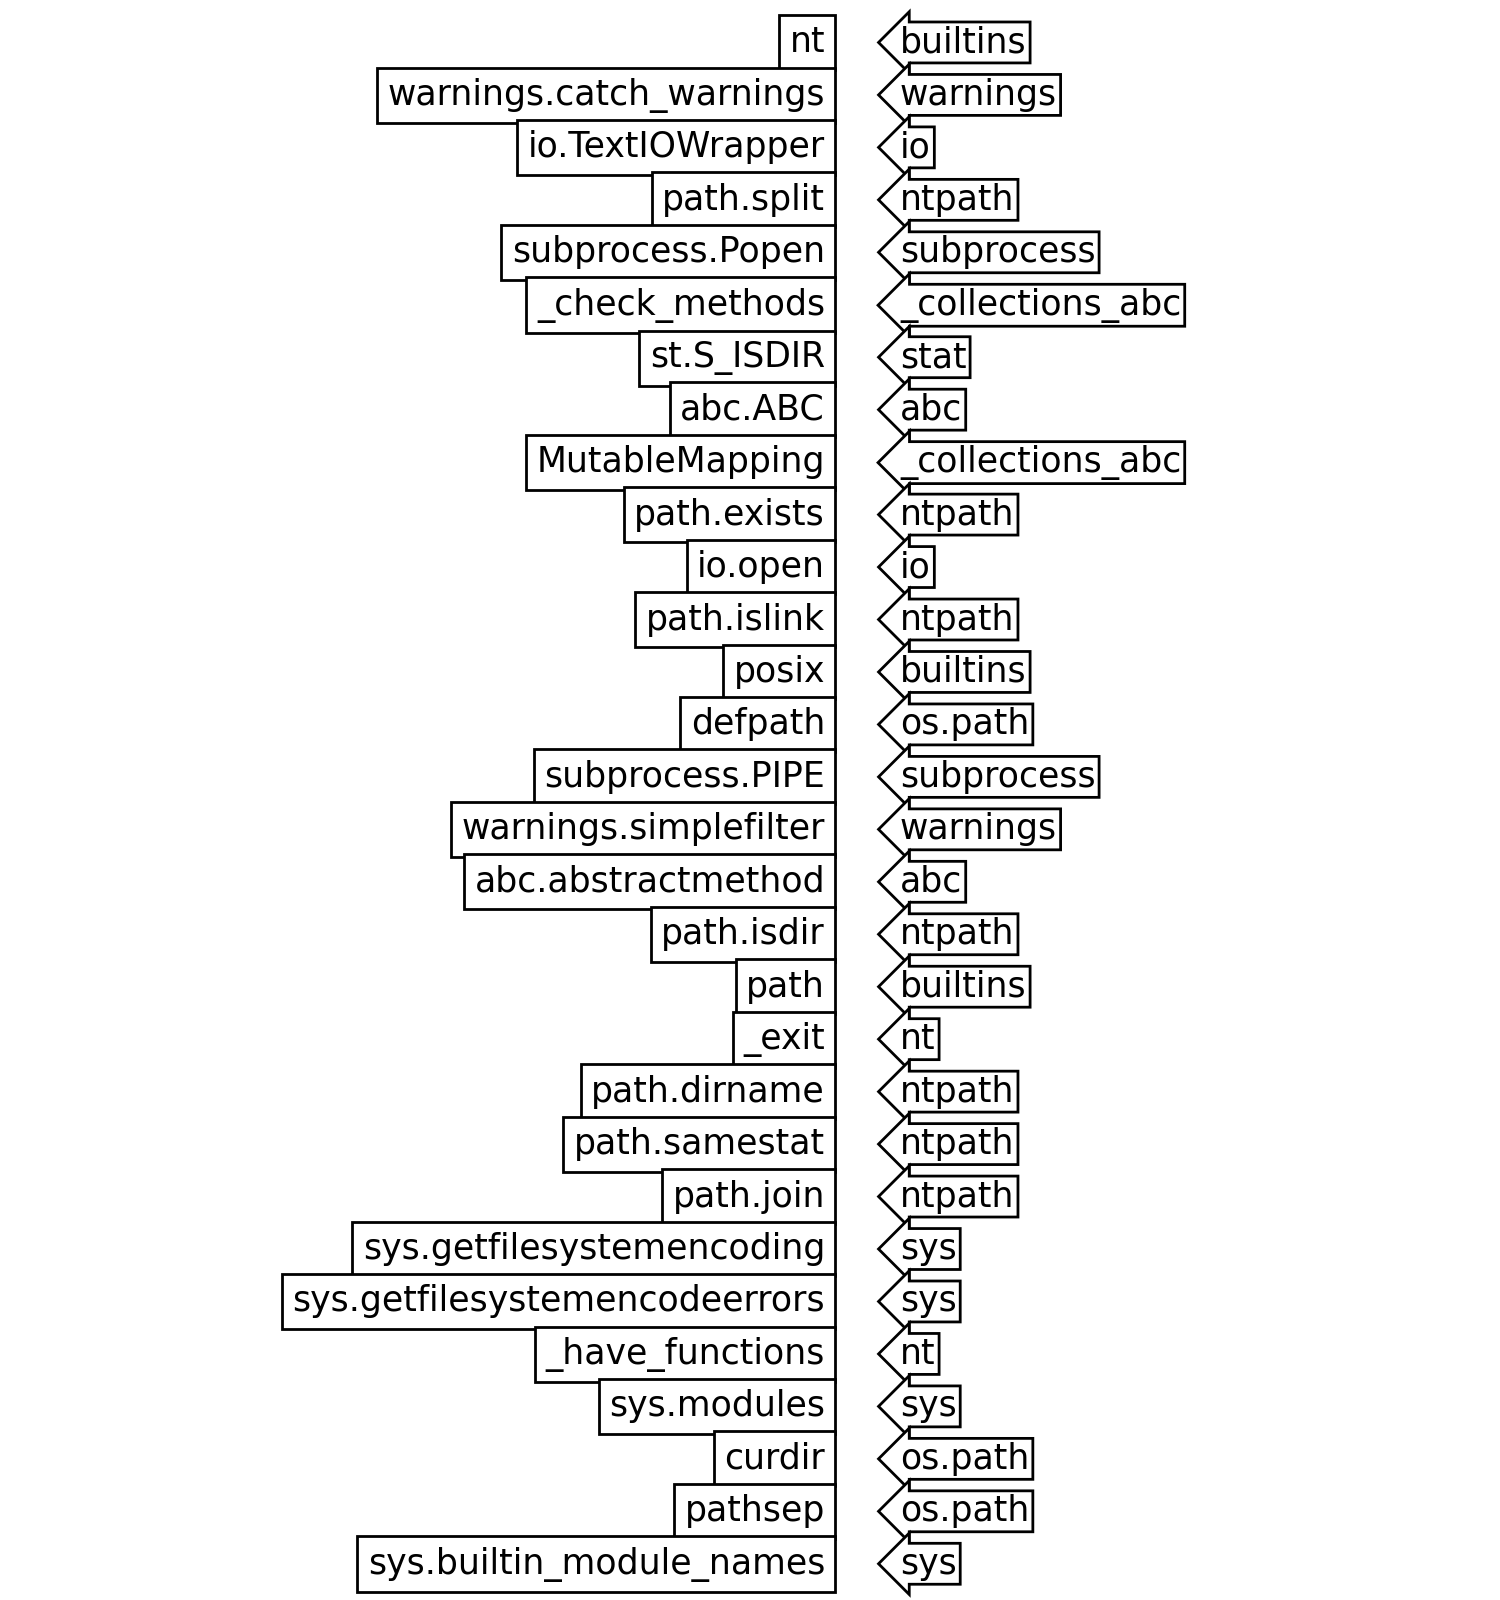 nt builtins
warnings.catch_warnings warnings
io.TextIOWrapper io
path.split ntpath
subprocess.Popen subprocess
_check_methods _collections_abc
st.S_ISDIR stat
abc.ABC abc
MutableMapping _collections_abc
path.exists ntpath
io.open io
path.islink ntpath
posix builtins
defpath os.path
subprocess.PIPE subprocess
warnings.simplefilter warnings
abc.abstractmethod abc
path.isdir ntpath
path builtins
_exit nt
path.dirname ntpath
path.samestat ntpath
path.join ntpath
sys.getfilesystemencoding sys
sys.getfilesystemencodeerrors sys
_have_functions nt
sys.modules sys
curdir os.path
pathsep os.path
sys.builtin_module_names sys